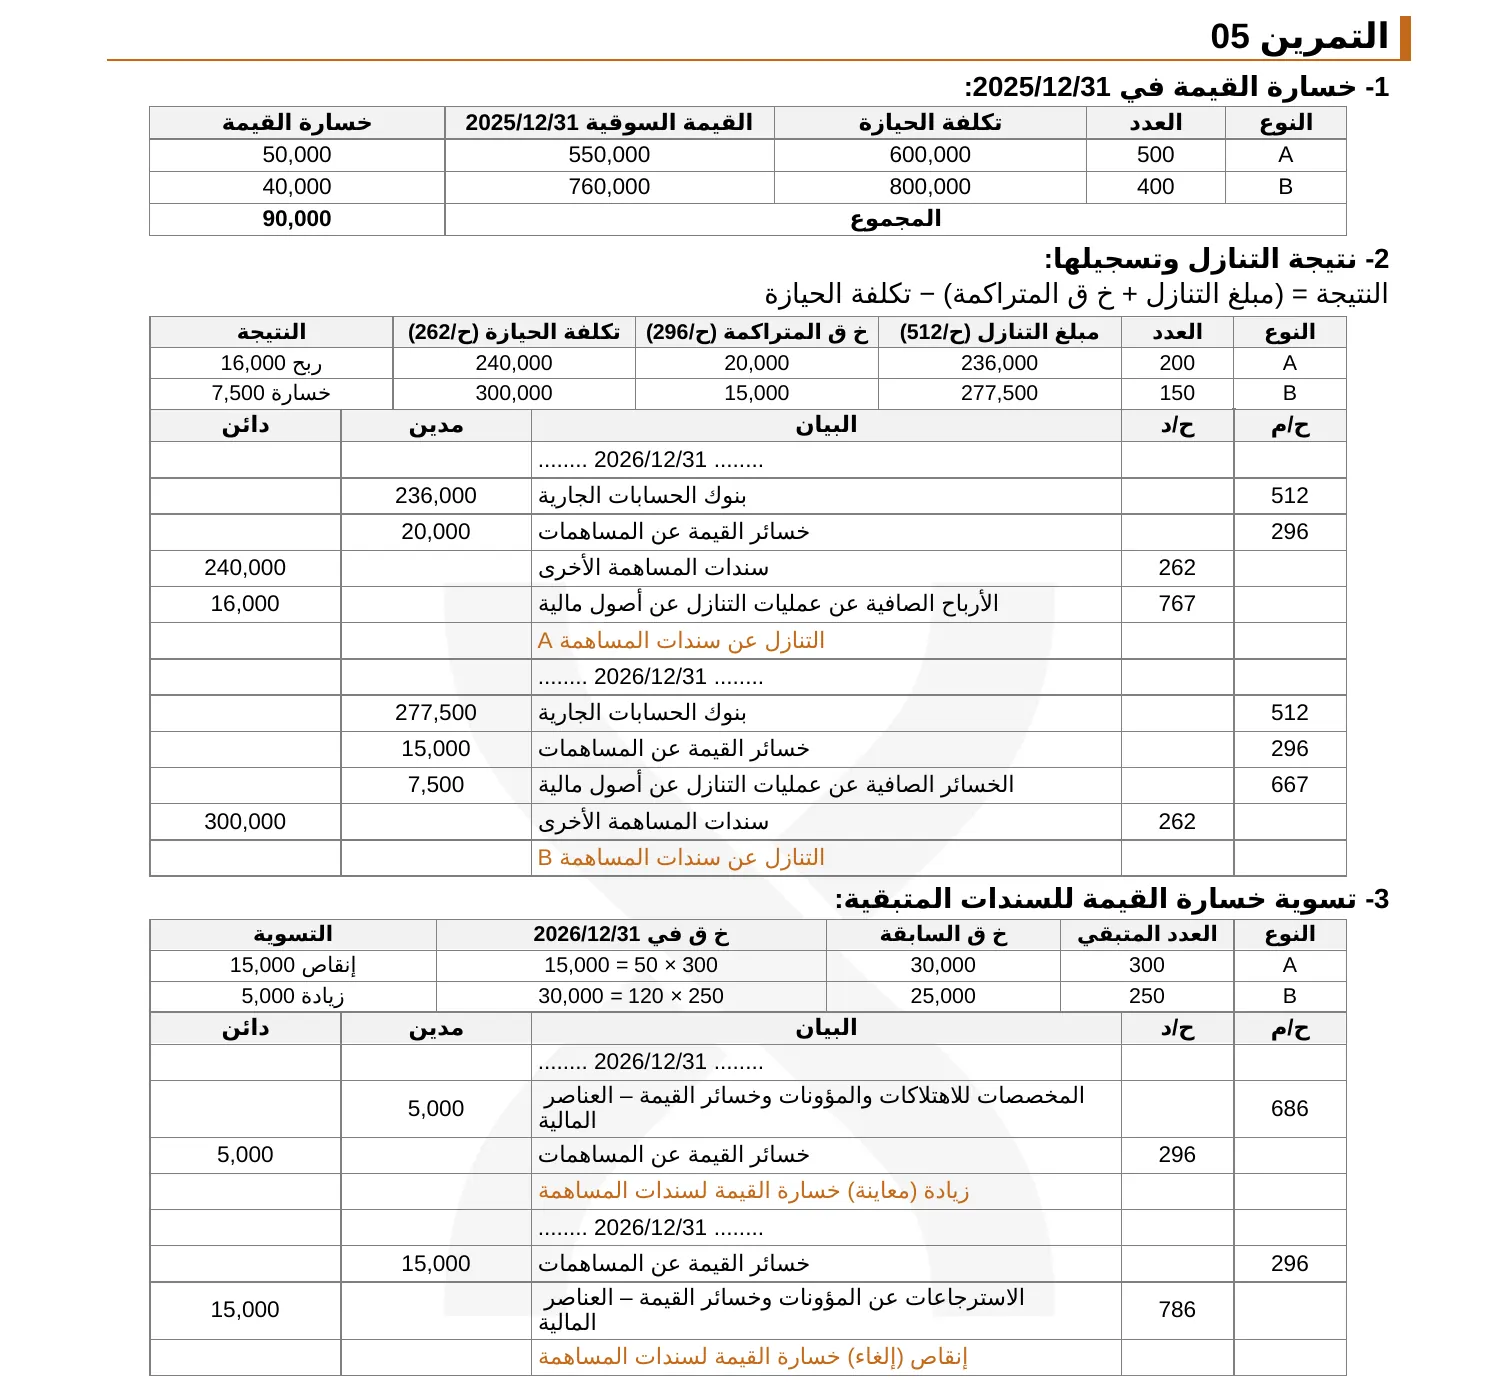 التمرين 05
1- خسارة القيمة في 2025/12/31:
النوع العدد تكلفة الحيازة القيمة السوقية 2025/12/31 خسارة القيمة
A 500 600,000 550,000 50,000
B 400 800,000 760,000 40,000
المجموع 90,000
2- نتيجة التنازل وتسجيلها:
النتيجة = (مبلغ التنازل + خ ق المتراكمة) − تكلفة الحيازة
النوع العدد مبلغ التنازل (ح/512) خ ق المتراكمة (ح/296) تكلفة الحيازة (ح/262) النتيجة
A 200 236,000 20,000 240,000 ربح 16,000
B 150 277,500 15,000 300,000 خسارة 7,500
ح/م ح/د البيان مدين دائن
........ 2026/12/31 ........
512 بنوك الحسابات الجارية 236,000
296 خسائر القيمة عن المساهمات 20,000
262 سندات المساهمة الأخرى 240,000
767 الأرباح الصافية عن عمليات التنازل عن أصول مالية 16,000
التنازل عن سندات المساهمة A
........ 2026/12/31 ........
512 بنوك الحسابات الجارية 277,500
296 خسائر القيمة عن المساهمات 15,000
667 الخسائر الصافية عن عمليات التنازل عن أصول مالية 7,500
262 سندات المساهمة الأخرى 300,000
التنازل عن سندات المساهمة B
3- تسوية خسارة القيمة للسندات المتبقية:
النوع العدد المتبقي خ ق السابقة خ ق في 2026/12/31 التسوية
A 300 30,000 300 × 50 = 15,000 إنقاص 15,000
B 250 25,000 250 × 120 = 30,000 زيادة 5,000
ح/م ح/د البيان مدين دائن
........ 2026/12/31 ........
686 المخصصات للاهتلاكات والمؤونات وخسائر القيمة – العناصر 5,000
المالية
296 خسائر القيمة عن المساهمات 5,000
زيادة (معاينة) خسارة القيمة لسندات المساهمة
........ 2026/12/31 ........
296 خسائر القيمة عن المساهمات 15,000
786 الاسترجاعات عن المؤونات وخسائر القيمة – العناصر 15,000
المالية
إنقاص (إلغاء) خسارة القيمة لسندات المساهمة